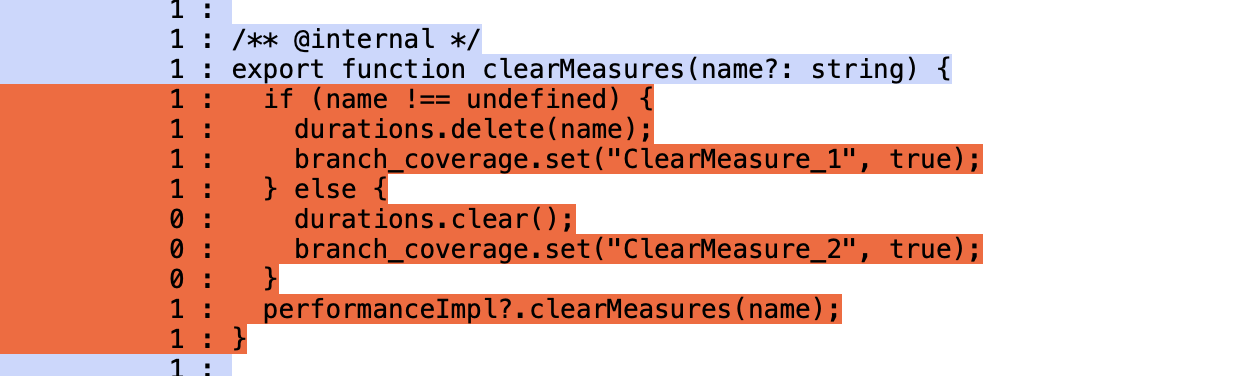 1 :
1 : /** @internal */
1 : export function clearMeasures(name?: string) {
1 :   if (name !== undefined) {
1 :     durations.delete(name);
1 :     branch_coverage.set("ClearMeasure_1", true);
1 :   } else {
0 :     durations.clear();
0 :     branch_coverage.set("ClearMeasure_2", true);
0 :   }
1 :   performanceImpl?.clearMeasures(name);
1 : }
1 :